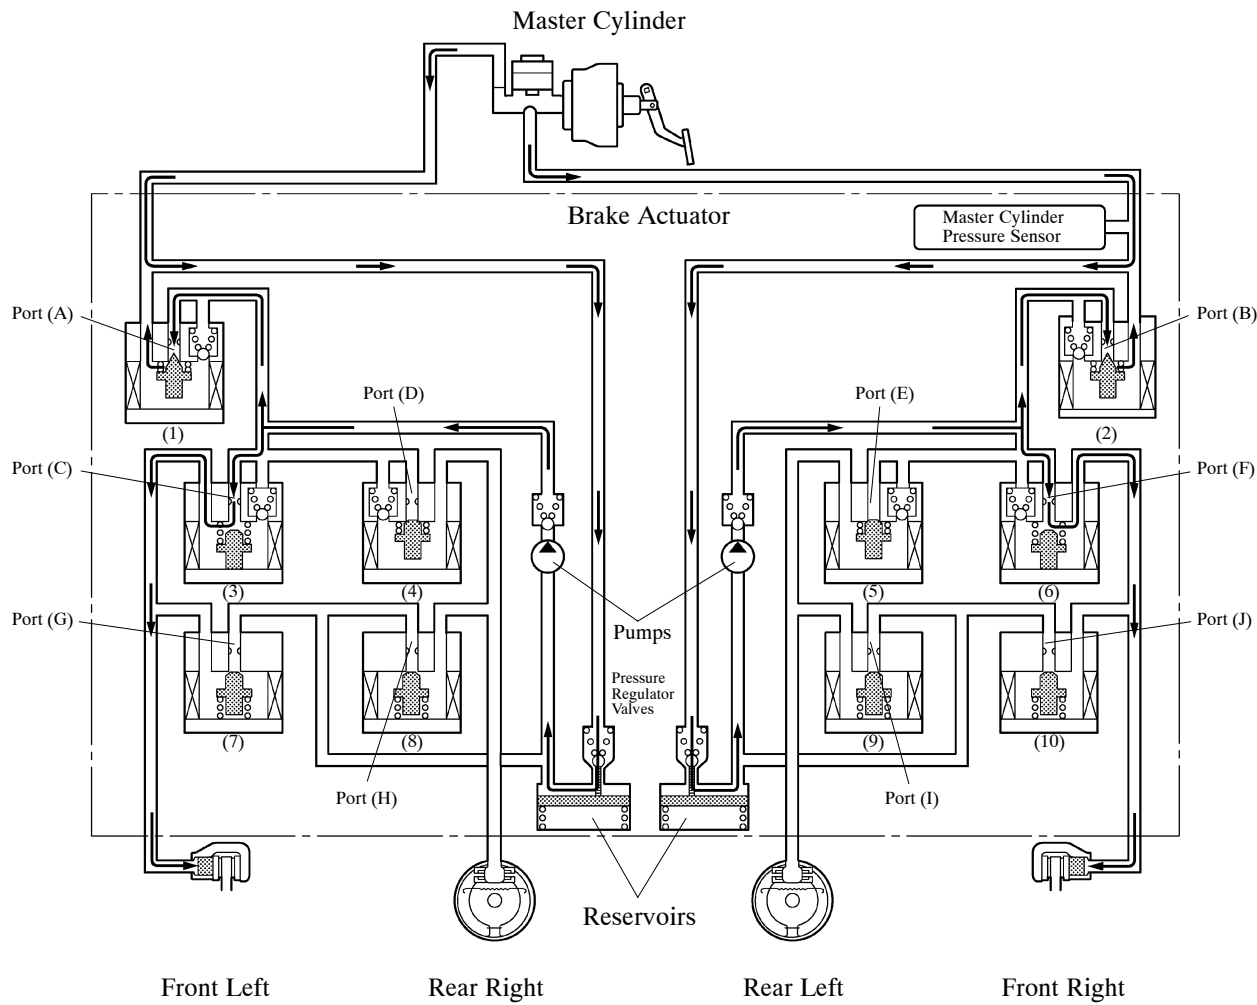 Master Cylinder
Brake Actuator
Master Cylinder
Pressure Sensor
Port (A)
Port (B)
Port (D)
Port (E)
(1)
(2)
Port (C)
Port (F)
(3)
(4)
(5)
(6)
Port (G)
Pumps
Port (J)
Pressure
Regulator
Valves
(7)
(8)
(9)
(10)
Port (H)
Port (I)
Reservoirs
Front Left
Rear Right
Rear Left
Front Right